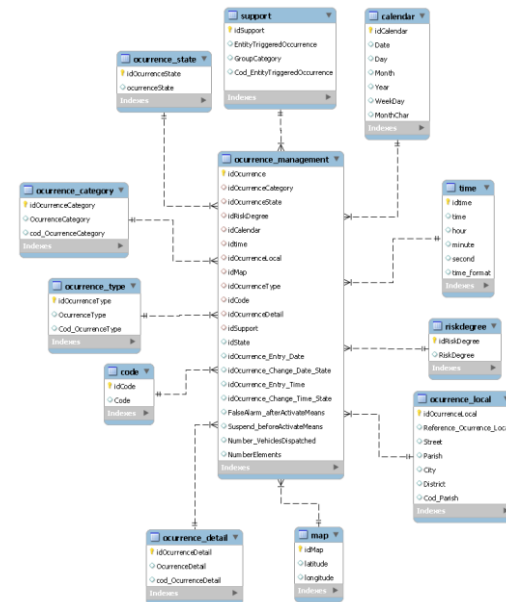 support
idSupport
EntityTriggeredOccurrence
GroupCategory
Cod_EntityTriggeredOccurrence
Indexes
calendar
idCalendar
Date
Day
Month
Year
WeekDay
MonthChar
Indexes
ocurrence_state
idOcurrenceState
ocurrenceState
Indexes
ocurrence_management
idOcurrence
idOcurrenceCategory
idOcurrenceState
idRiskDegree
idCalendar
idtime
idOcurrenceLocal
idMap
idOcurrenceType
idCode
idOcurrenceDetail
idSupport
idState
idOcurrence_Entry_Date
idOcurrence_Change_Date_State
idOcurrence_Entry_Time
idOcurrence_Change_Time_State
FalseAlarm_afterActivateMeans
Suspend_beforeActivateMeans
Number_VehiclesDispatched
NumberElements
Indexes
ocurrence_category
idOcurrenceCategory
OcurrenceCategory
cod_OcurrenceCategory
Indexes
time
idtime
time
hour
minute
second
time_format
Indexes
ocurrence_type
idOcurrenceType
OcurrenceType
Cod_OcurrenceType
Indexes
riskdegree
idRiskDegree
RiskDegree
Indexes
code
idCode
Code
Indexes
ocurrence_local
idOcurrenceLocal
Reference_Ocurrence_Local
Street
Parish
City
District
Cod_Parish
Indexes
ocurrence_detail
idOcurrenceDetail
OcurrenceDetail
cod_OcurrenceDetail
Indexes
map
idMap
latitude
longitude
Indexes